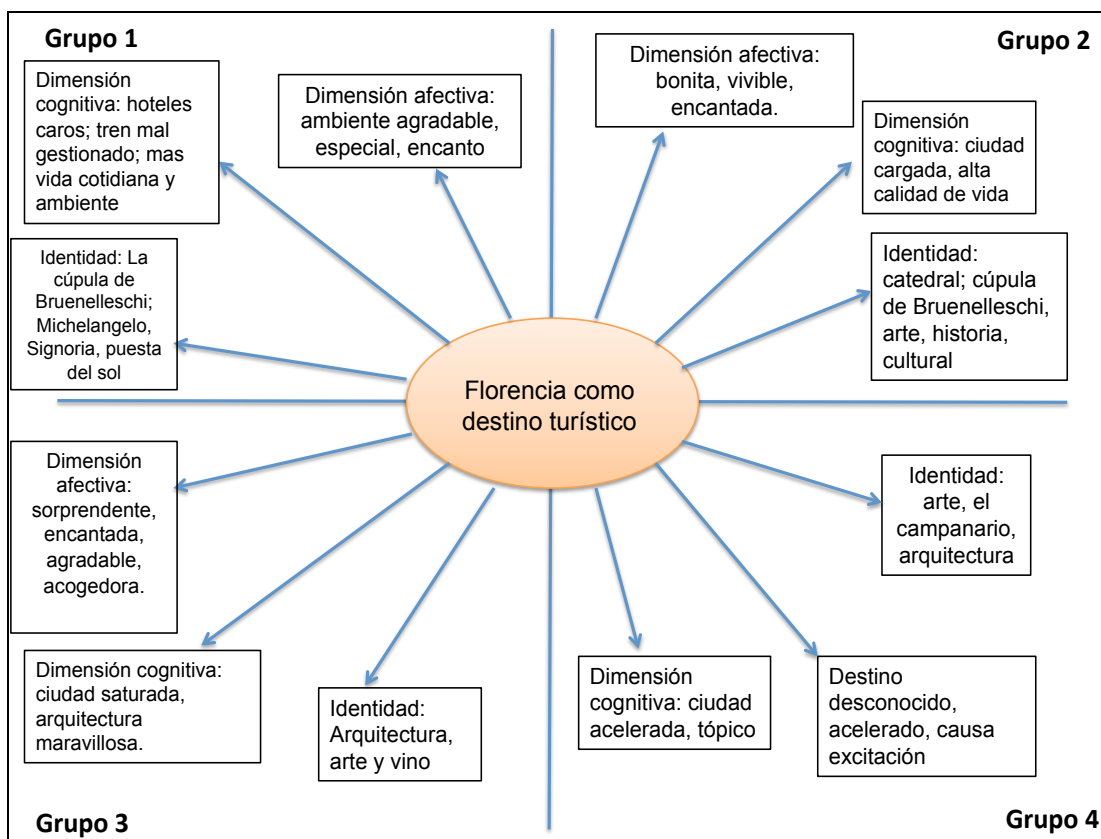 Grupo 1
Dimensión
cognitiva: hoteles
caros; tren mal
gestionado; mas
vida cotidiana y
ambiente
Dimensión afectiva:
ambiente agradable,
especial, encanto
Identidad: La
cúpula de
Bruenelleschi;
Michelangelo,
Signoria, puesta
del sol
Grupo 2
Dimensión afectiva:
bonita, vivible,
encantada.
Dimensión
cognitiva: ciudad
cargada, alta
calidad de vida
Identidad:
catedral; cúpula
de Bruenelleschi,
arte, historia,
cultural
Florencia como
destino turístico
Dimensión
afectiva:
sorprendente,
encantada,
agradable,
acogedora.
Dimensión cognitiva:
ciudad saturada,
arquitectura
maravillosa.
Identidad:
Arquitectura,
arte y vino
Grupo 3
Identidad:
arte, el
campanario,
arquitectura
Dimensión
cognitiva: ciudad
acelerada, tópico
Destino
desconocido,
acelerado, causa
excitación
Grupo 4